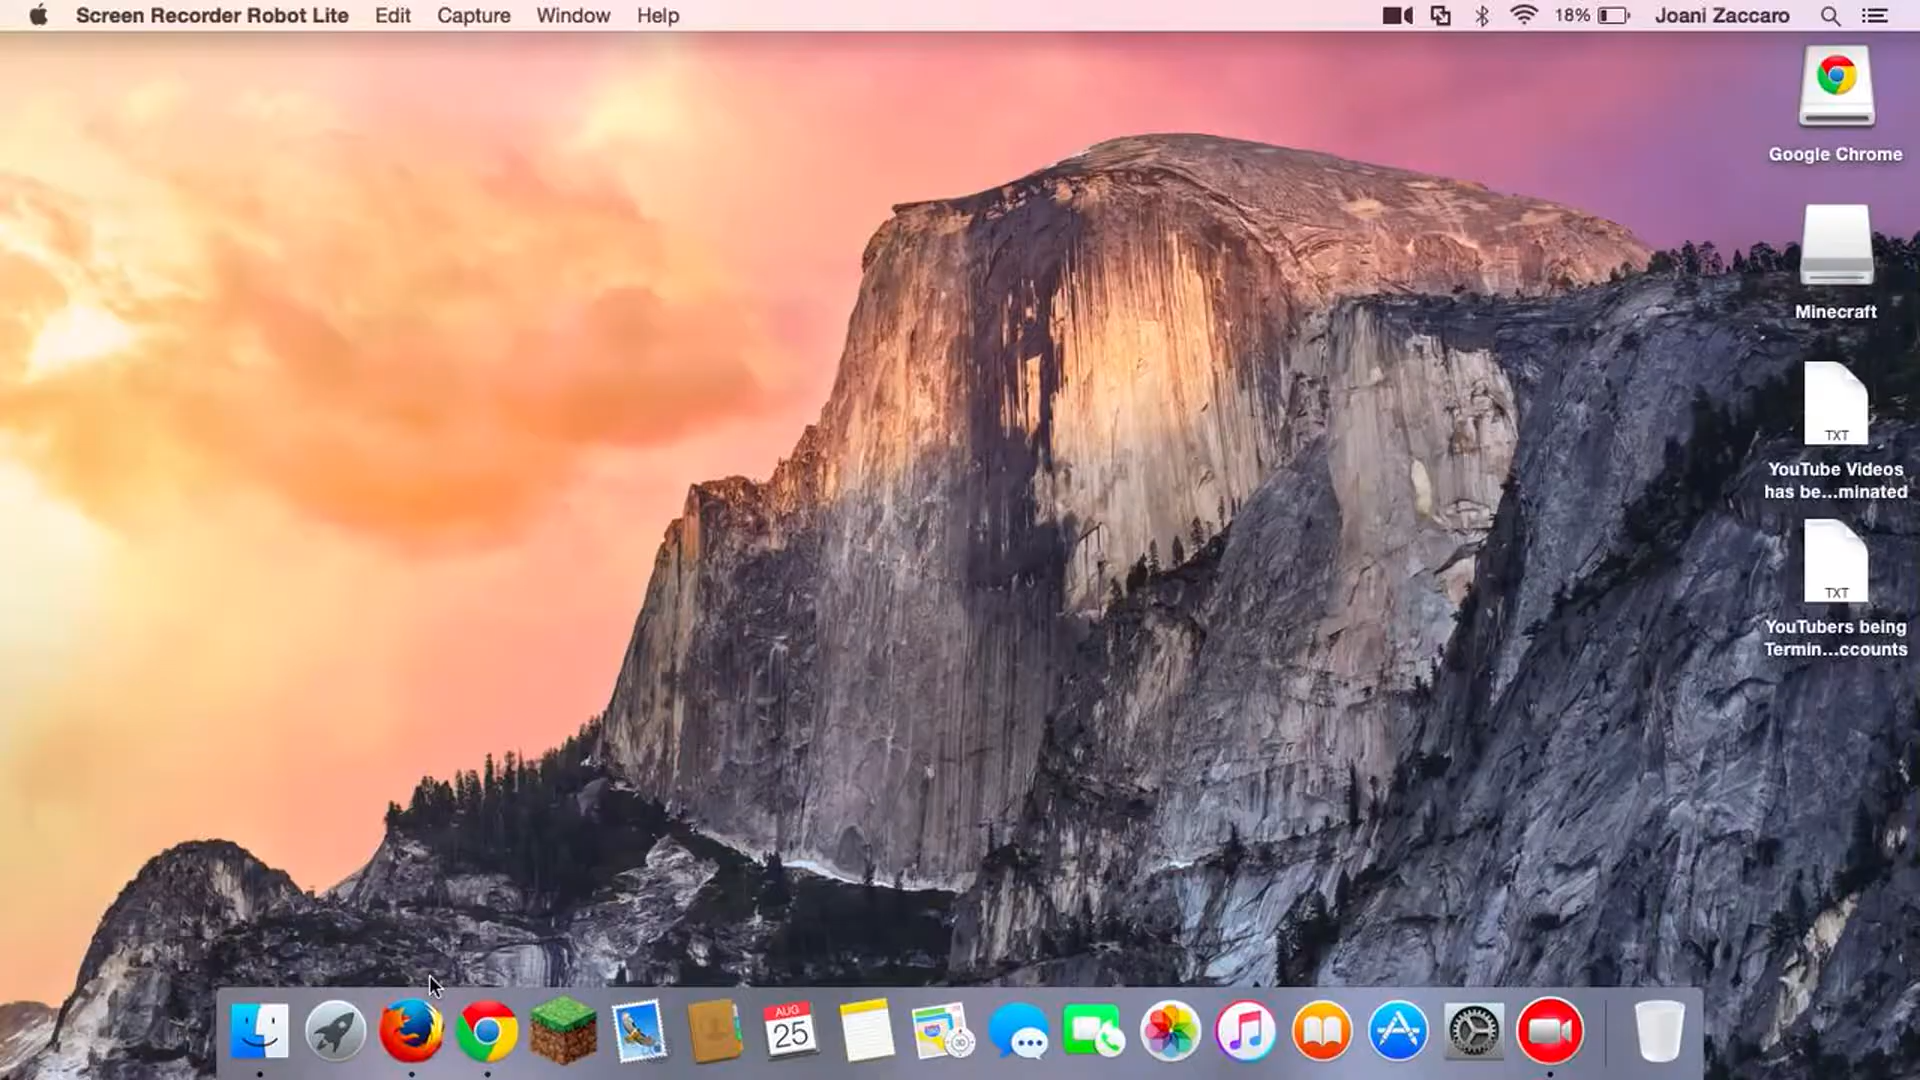 Screen Recorder Robot Lite Edit Capture Window Help 18% Joani Zaccaro
Google Chrome
Minecraft
TXT
YouTube Videos
has be...minated
TXT
YouTubers being
Termin...ccounts
AUG
25
3D